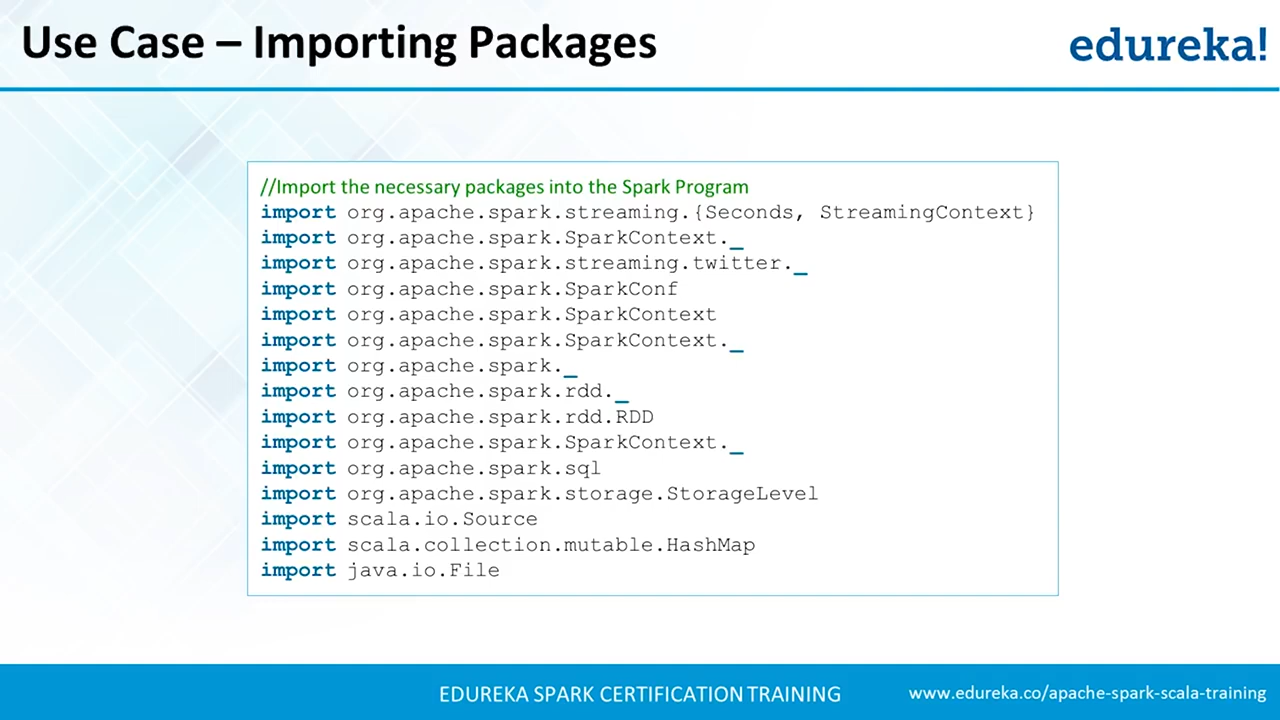 Use Case – Importing Packages
edureka!
//Import the necessary packages into the Spark Program
import org.apache.spark.streaming.{Seconds, StreamingContext}
import org.apache.spark.SparkContext._
import org.apache.spark.streaming.twitter._
import org.apache.spark.SparkConf
import org.apache.spark.SparkContext
import org.apache.spark.SparkContext._
import org.apache.spark._
import org.apache.spark.rdd._
import org.apache.spark.rdd.RDD
import org.apache.spark.SparkContext._
import org.apache.spark.sql
import org.apache.spark.storage.StorageLevel
import scala.io.Source
import scala.collection.mutable.HashMap
import java.io.File
EDUREKA SPARK CERTIFICATION TRAINING
www.edureka.co/apache-spark-scala-training